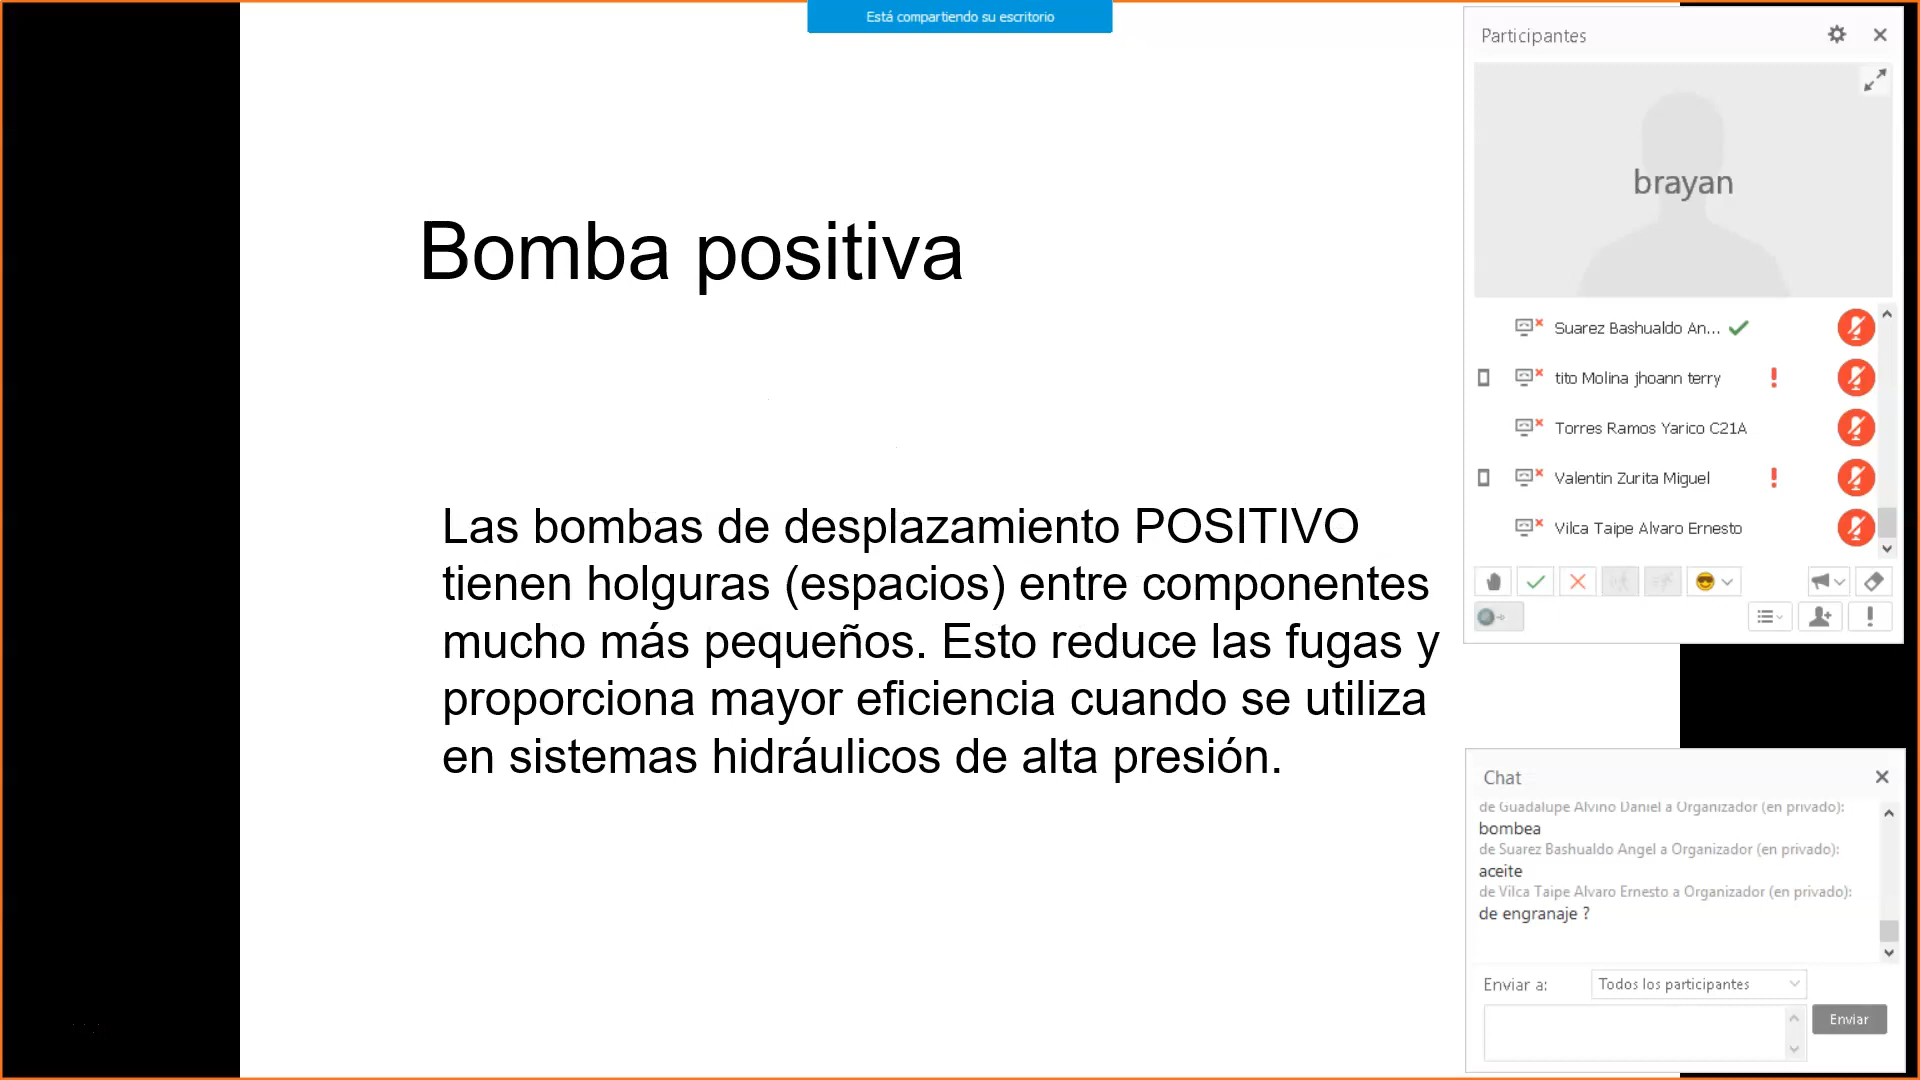 Está compartiendo su escritorio
Bomba positiva
Las bombas de desplazamiento POSITIVO
tienen holguras (espacios) entre componentes
mucho más pequeños. Esto reduce las fugas y
proporciona mayor eficiencia cuando se utiliza
en sistemas hidráulicos de alta presión.
Participantes
brayan
Suarez Bashualdo An...
tito Molina jhoann terry
Torres Ramos Yarico C21A
Valentin Zurita Miguel
Vilca Taipe Alvaro Ernesto
Chat
de Guadalupe Alvino Daniel a Organizador (en privado):
bombea
de Suarez Bashualdo Angel a Organizador (en privado):
aceite
de Vilca Taipe Alvaro Ernesto a Organizador (en privado):
de engranaje ?
Enviar a:
Todos los participantes
Enviar